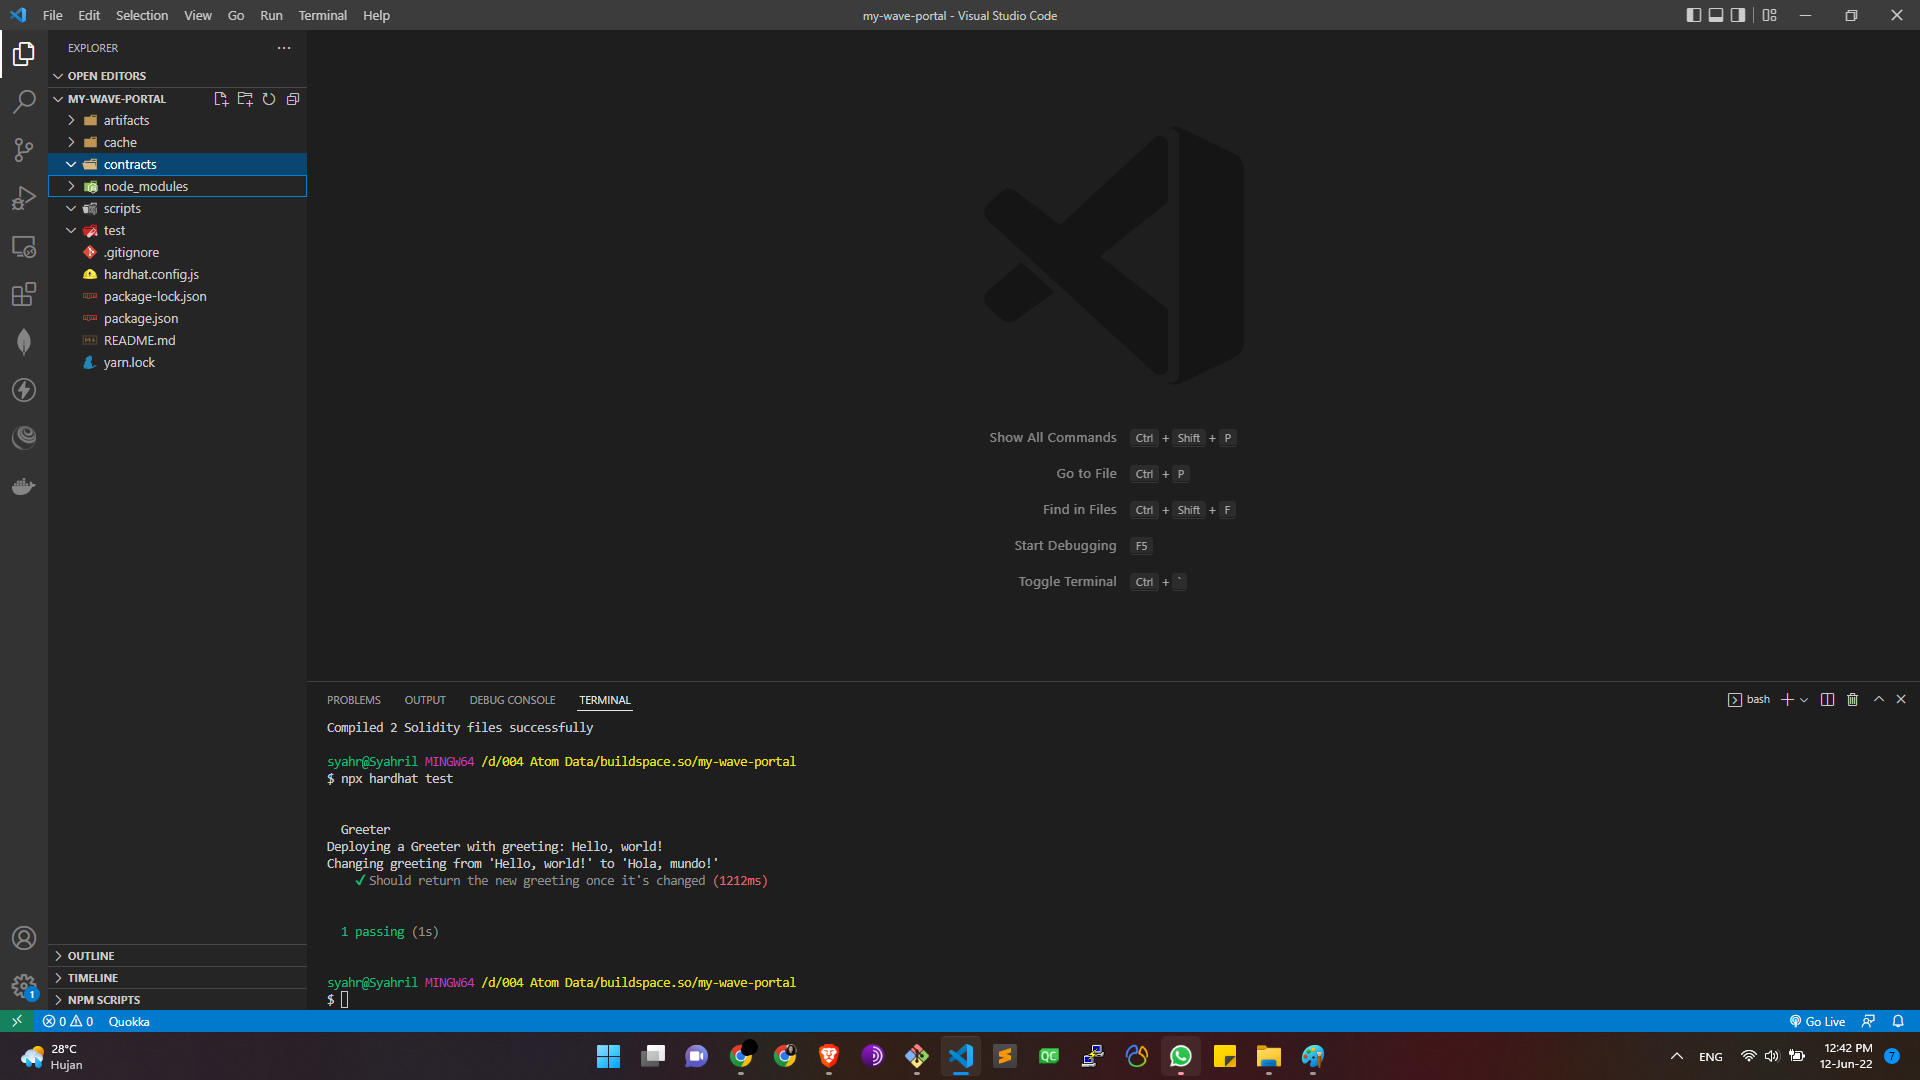 File Edit Selection View Go Run Terminal Help
my-wave-portal - Visual Studio Code
EXPLORER
OPEN EDITORS
MY-WAVE-PORTAL
artifacts
cache
contracts
node_modules
scripts
test
.gitignore
hardhat.config.js
package-lock.json
package.json
README.md
yarn.lock
OUTLINE
TIMELINE
NPM SCRIPTS
Show All Commands Ctrl + Shift + P
Go to File Ctrl + P
Find in Files Ctrl + Shift + F
Start Debugging F5
Toggle Terminal Ctrl + `
PROBLEMS OUTPUT DEBUG CONSOLE TERMINAL
bash
Compiled 2 Solidity files successfully
syahr@Syahril MINGW64 /d/004 Atom Data/buildspace.so/my-wave-portal
$ npx hardhat test
Greeter
Deploying a Greeter with greeting: Hello, world!
Changing greeting from 'Hello, world!' to 'Hola, mundo!'
✓ Should return the new greeting once it's changed (1212ms)
1 passing (1s)
syahr@Syahril MINGW64 /d/004 Atom Data/buildspace.so/my-wave-portal
$
1
0 0 Quokka
Go Live
28°C
Hujan
QC
ENG
12:42 PM
12-Jun-22
7